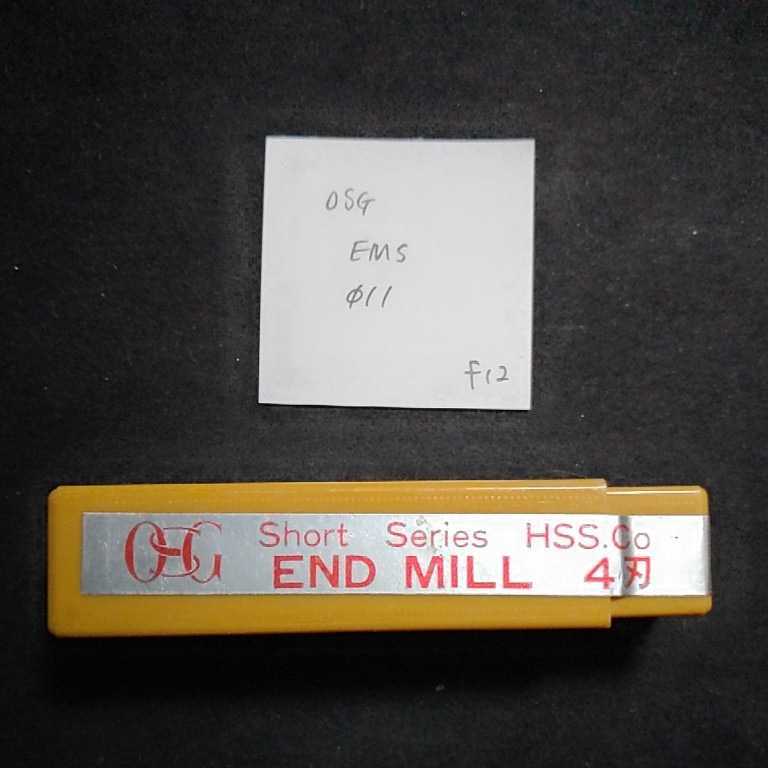 OSG
EMS
φ11
f12
OSG Short Series HSS.Co
END MILL 4刃